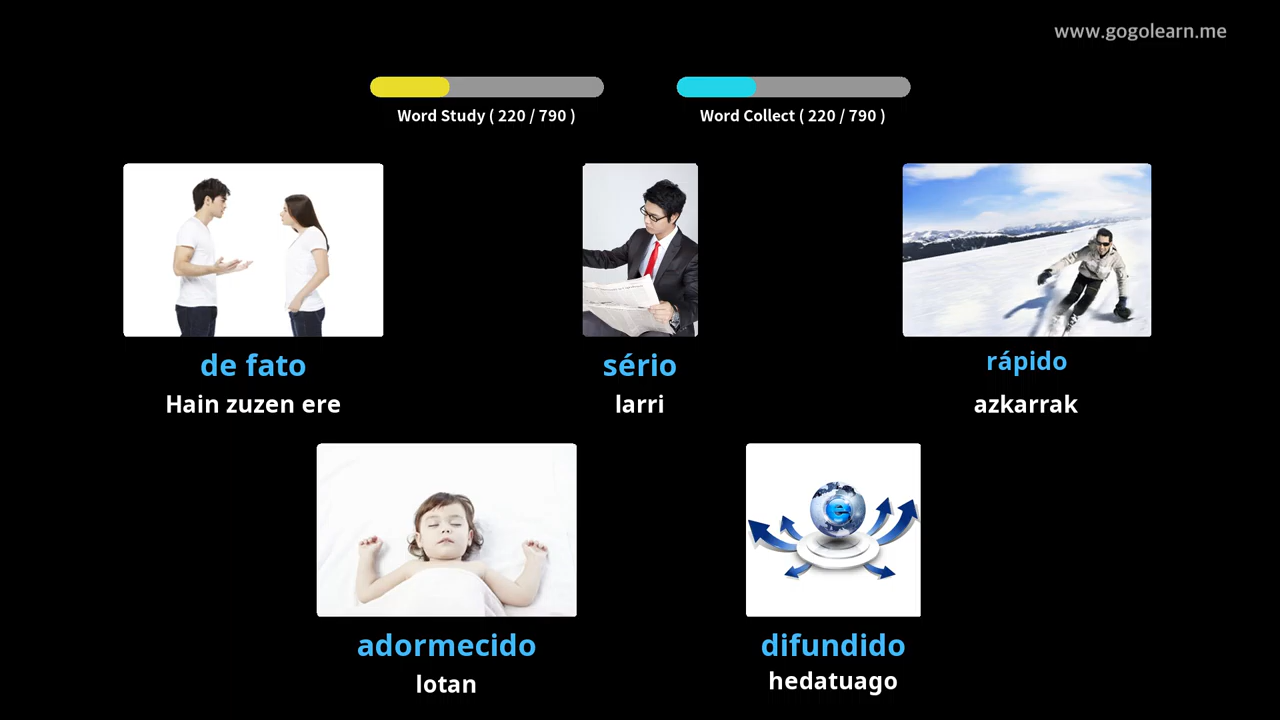 www.gogolearn.me
Word Study ( 220 / 790 )
Word Collect ( 220 / 790 )
de fato
Hain zuzen ere
sério
larri
rápido
azkarrak
adormecido
lotan
difundido
hedatuago